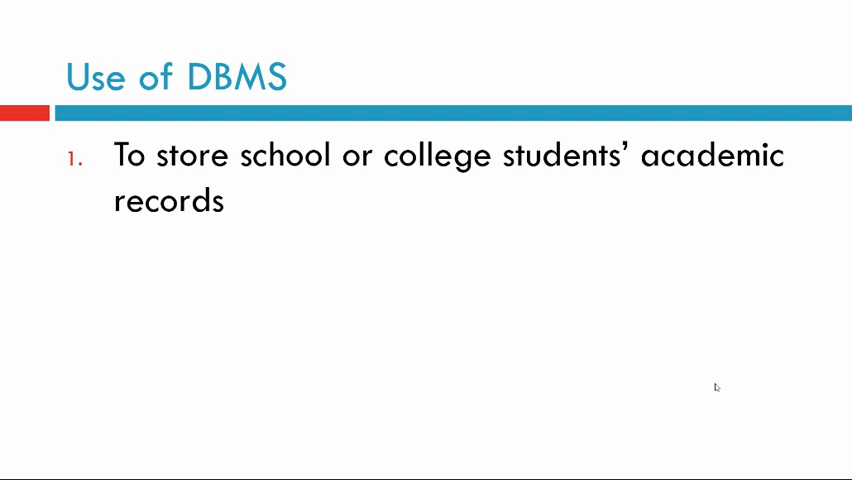 Use of DBMS
1. To store school or college students’ academic
records